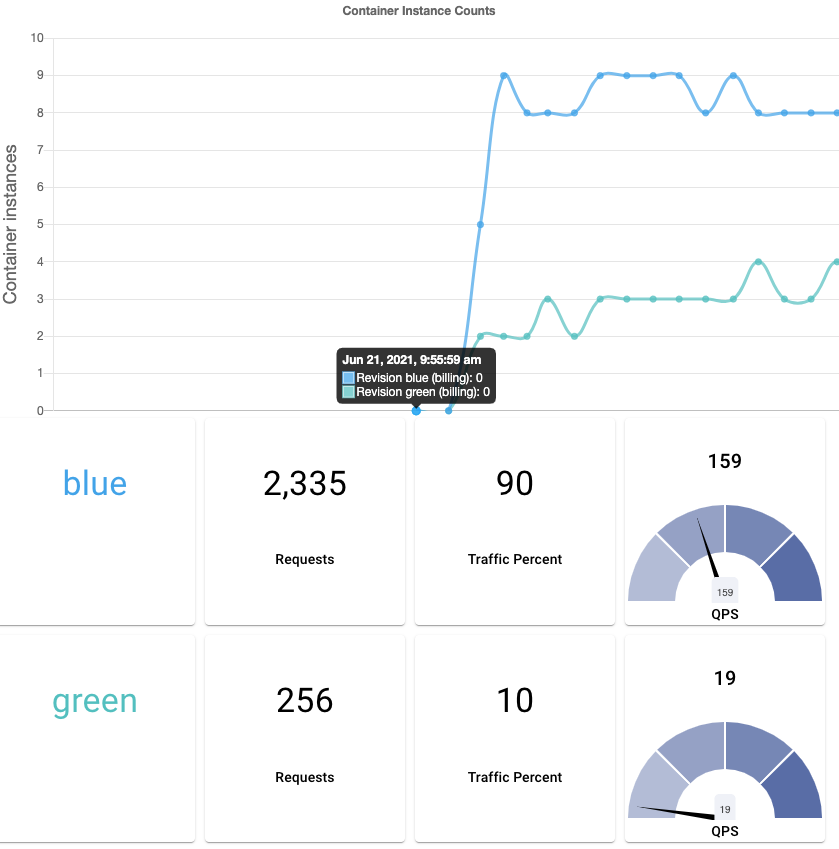 Container Instance Counts
10
9
8
7
6
5
4
3
2
1
0
Container instances
Jun 21, 2021, 9:55:59 am
Revision blue (billing): 0
Revision green (billing): 0
blue
2,335
Requests
90
Traffic Percent
159
159
QPS
green
256
Requests
10
Traffic Percent
19
19
QPS